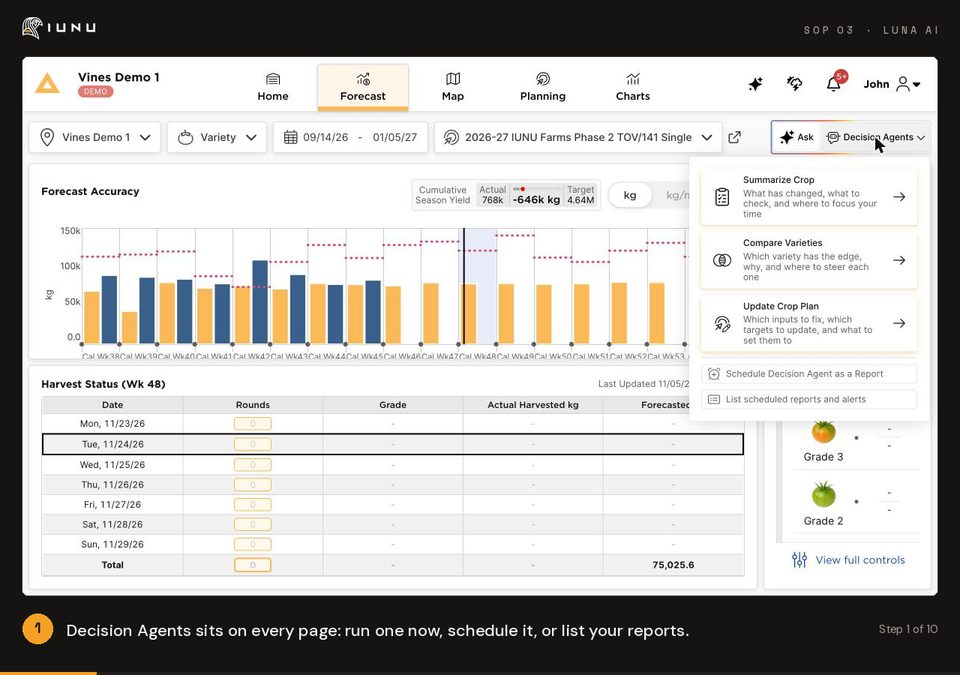 IUNU
SOP 03 · LUNA AI
Vines Demo 1
DEMO
Home
Forecast
Map
Planning
Charts
5+
John
Vines Demo 1
Variety
09/14/26 - 01/05/27
2026-27 IUNU Farms Phase 2 TOV/141 Single
Ask
Decision Agents
Forecast Accuracy
Cumulative
Season Yield
Actual
768k
-646k kg
Target
4.64M
kg
Summarize Crop
What has changed, what to
check, and where to focus your
time
Compare Varieties
Which variety has the edge,
why, and where to steer each
one
Update Crop Plan
Which inputs to fix, which
targets to update, and what to
set them to
Schedule Decision Agent as a Report
List scheduled reports and alerts
150k
100k
kg
50k
0.0
Cal Wk38 Cal Wk39 Cal Wk40 Cal Wk41 Cal Wk42 Cal Wk43 Cal Wk44 Cal Wk45 Cal Wk46 Cal Wk47 Cal Wk48 Cal Wk49 Cal Wk50 Cal Wk51 Cal Wk52 Cal Wk53
Harvest Status (Wk 48)
Last Updated 11/05/2
Date Rounds Grade Actual Harvested kg Forecasted
Mon, 11/23/26 0 - - -
Tue, 11/24/26 0 - - -
Wed, 11/25/26 0 - - -
Thu, 11/26/26 0 - - -
Fri, 11/27/26 0 - - -
Sat, 11/28/26 0 - - -
Sun, 11/29/26 0 - - -
Total 0 - - 75,025.6
Grade 3
Grade 2
View full controls
1
Decision Agents sits on every page: run one now, schedule it, or list your reports.
Step 1 of 10